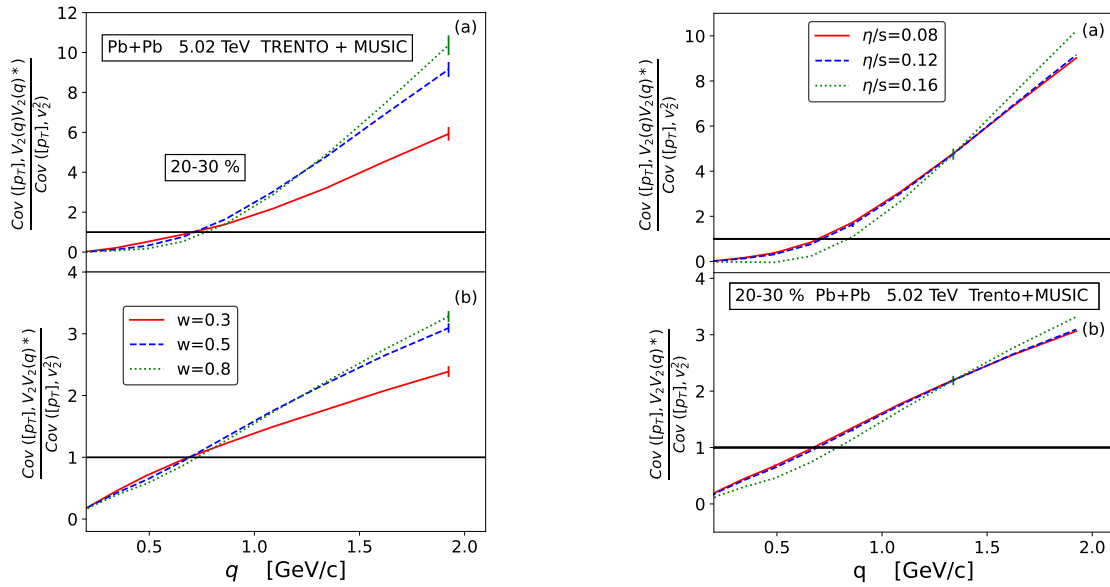 12
10
8
6
4
2
0
Cov ([p_T], V_2(q)V_2(q)*)
Cov ([p_T], v_2^2)
(a)
Pb+Pb 5.02 TeV TRENTO + MUSIC
20-30 %
4
3
2
1
0
Cov ([p_T], V_2V_2(q)*)
Cov ([p_T], v_2^2)
(b)
w=0.3
w=0.5
w=0.8
0.5 1.0 1.5 2.0
q [GeV/c]
10
8
6
4
2
0
Cov ([p_T], V_2(q)V_2(q)*)
Cov ([p_T], v_2^2)
(a)
η/s=0.08
η/s=0.12
η/s=0.16
4
3
2
1
0
Cov ([p_T], V_2V_2(q)*)
Cov ([p_T], v_2^2)
20-30 % Pb+Pb 5.02 TeV Trento+MUSIC
(b)
0.5 1.0 1.5 2.0
q [GeV/c]